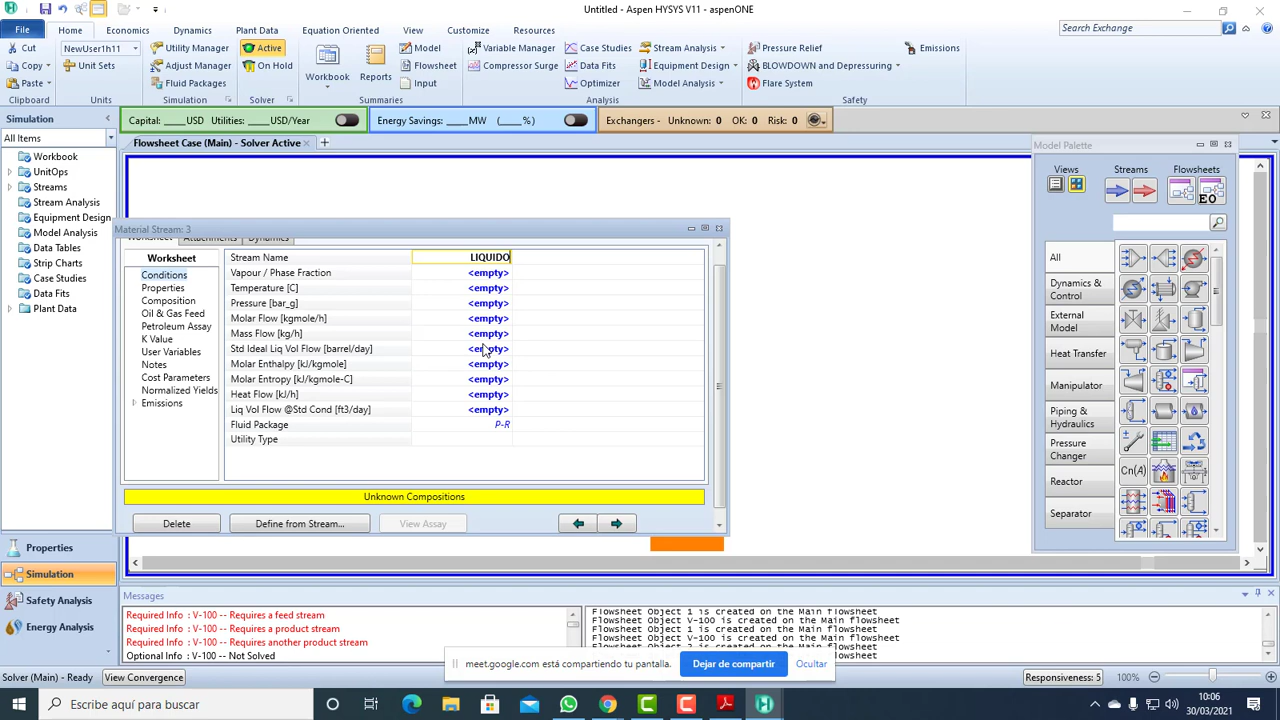 Untitled - Aspen HYSYS V11 - aspenONE
File Home Economics Dynamics Plant Data Equation Oriented View Customize Resources Search Exchange
Cut NewUser1h11 Utility Manager Active Model Variable Manager Case Studies Stream Analysis Pressure Relief Emissions
Copy Unit Sets Adjust Manager On Hold Workbook Reports Flowsheet Compressor Surge Data Fits Equipment Design BLOWDOWN and Depressuring
Paste Fluid Packages Input Optimizer Model Analysis Flare System
Clipboard Units Simulation Solver Summaries Analysis Safety
Simulation Capital: ____USD Utilities: ____USD/Year Energy Savings: ____MW (____%) Exchangers - Unknown: 0 OK: 0 Risk: 0
All Items
Flowsheet Case (Main) - Solver Active
Workbook
UnitOps
Streams
Stream Analysis
Equipment Design
Model Analysis
Data Tables
Strip Charts
Case Studies
Data Fits
Plant Data
Material Stream: 3
Worksheet Attachments Dynamics
Worksheet
Conditions
Properties
Composition
Oil & Gas Feed
Petroleum Assay
K Value
User Variables
Notes
Cost Parameters
Normalized Yields
Emissions
Stream Name LIQUIDO
Vapour / Phase Fraction <empty>
Temperature [C] <empty>
Pressure [bar_g] <empty>
Molar Flow [kgmole/h] <empty>
Mass Flow [kg/h] <empty>
Std Ideal Liq Vol Flow [barrel/day] <empty>
Molar Enthalpy [kJ/kgmole] <empty>
Molar Entropy [kJ/kgmole-C] <empty>
Heat Flow [kJ/h] <empty>
Liq Vol Flow @Std Cond [ft3/day] <empty>
Fluid Package P-R
Utility Type
Unknown Compositions
Delete Define from Stream... View Assay
Model Palette
Views Streams Flowsheets
EO
All
Dynamics & Control
External Model
Heat Transfer
Manipulator
Piping & Hydraulics
Pressure Changer
Reactor
Separator
Cn(A)
Properties
Simulation
Safety Analysis
Energy Analysis
Messages
Required Info : V-100 -- Requires a feed stream
Required Info : V-100 -- Requires a product stream
Required Info : V-100 -- Requires another product stream
Optional Info : V-100 -- Not Solved
Flowsheet Object 1 is created on the Main flowsheet
Flowsheet Object V-100 is created on the Main flowsheet
Flowsheet Object 1 is created on the Main flowsheet
Flowsheet Object V-100 is created on the Main flowsheet
meet.google.com está compartiendo tu pantalla. Dejar de compartir Ocultar
Solver (Main) - Ready View Convergence Responsiveness: 5 100%
Escribe aquí para buscar
10:06
30/03/2021